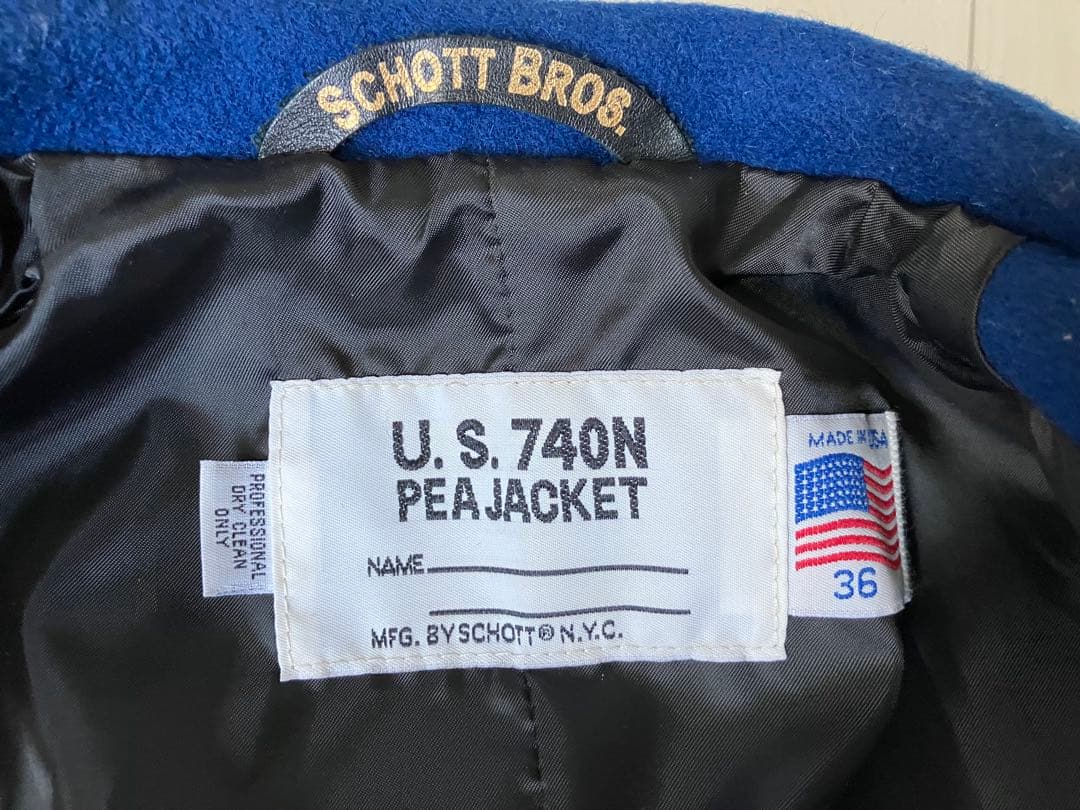 SCHOTT BROS.
U.S. 740N
PEA JACKET
NAME
MFG. BY SCHOTT® N.Y.C.
PROFESSIONAL
DRY CLEAN
ONLY
MADE IN USA
36